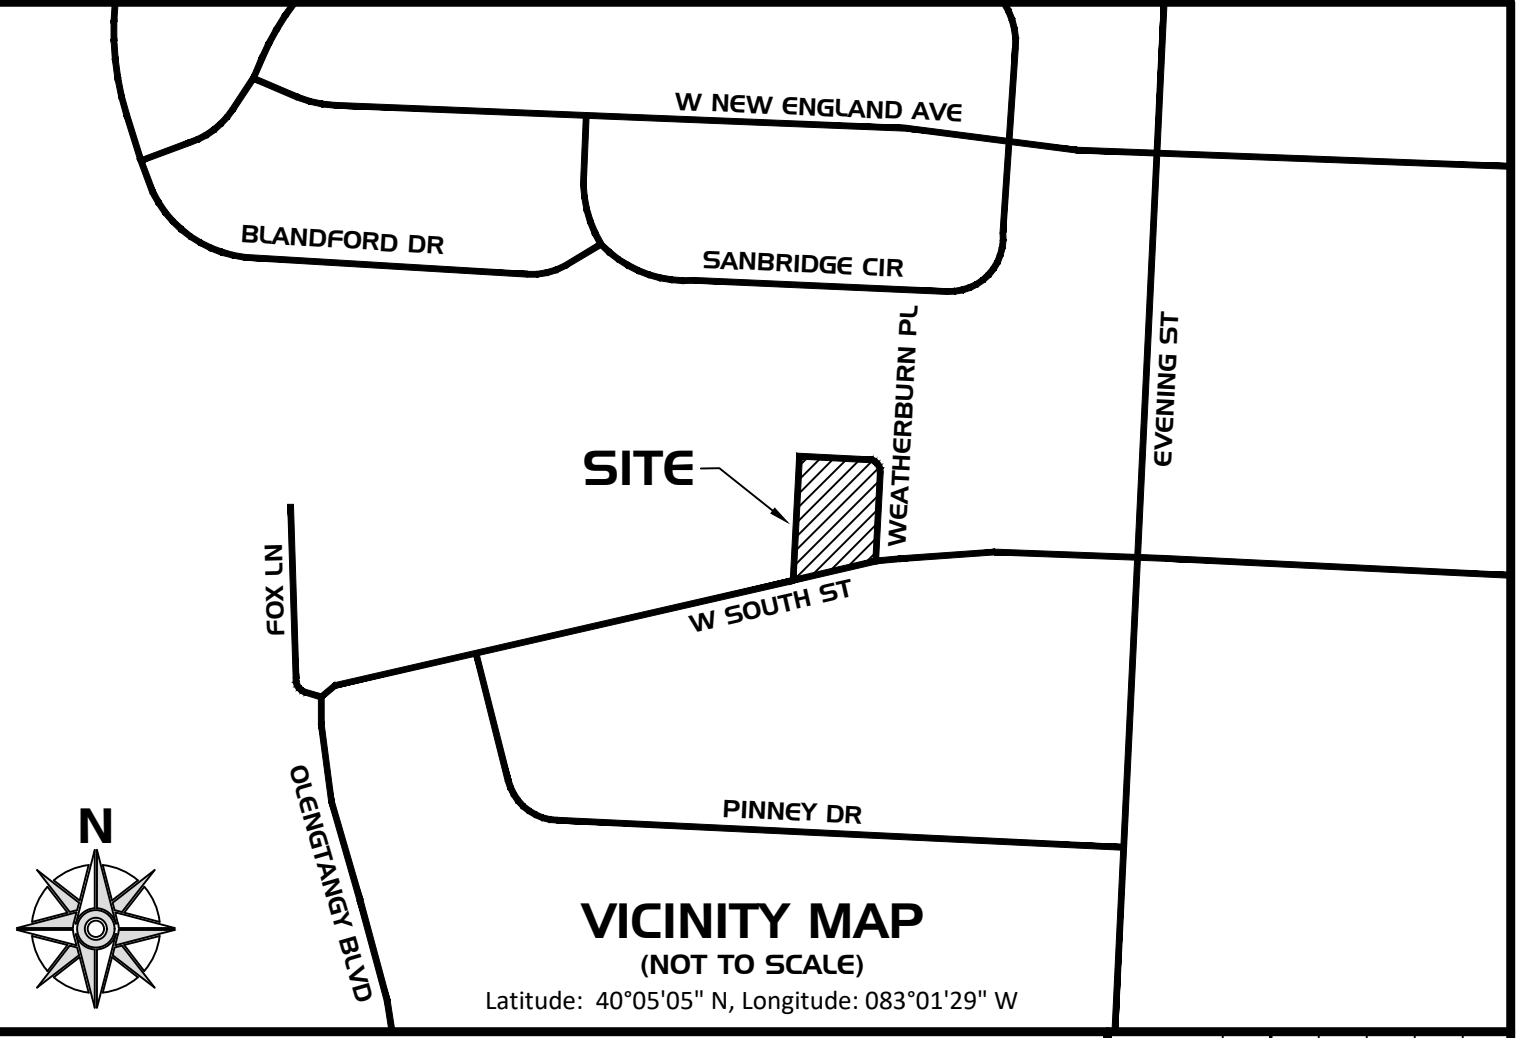 W NEW ENGLAND AVE
BLANDFORD DR
SANBRIDGE CIR
WEATHERBURN PL
EVENING ST
SITE
FOX LN
W SOUTH ST
OLENGTANGY BLVD
PINNEY DR
N
VICINITY MAP
(NOT TO SCALE)
Latitude: 40°05'05" N, Longitude: 083°01'29" W